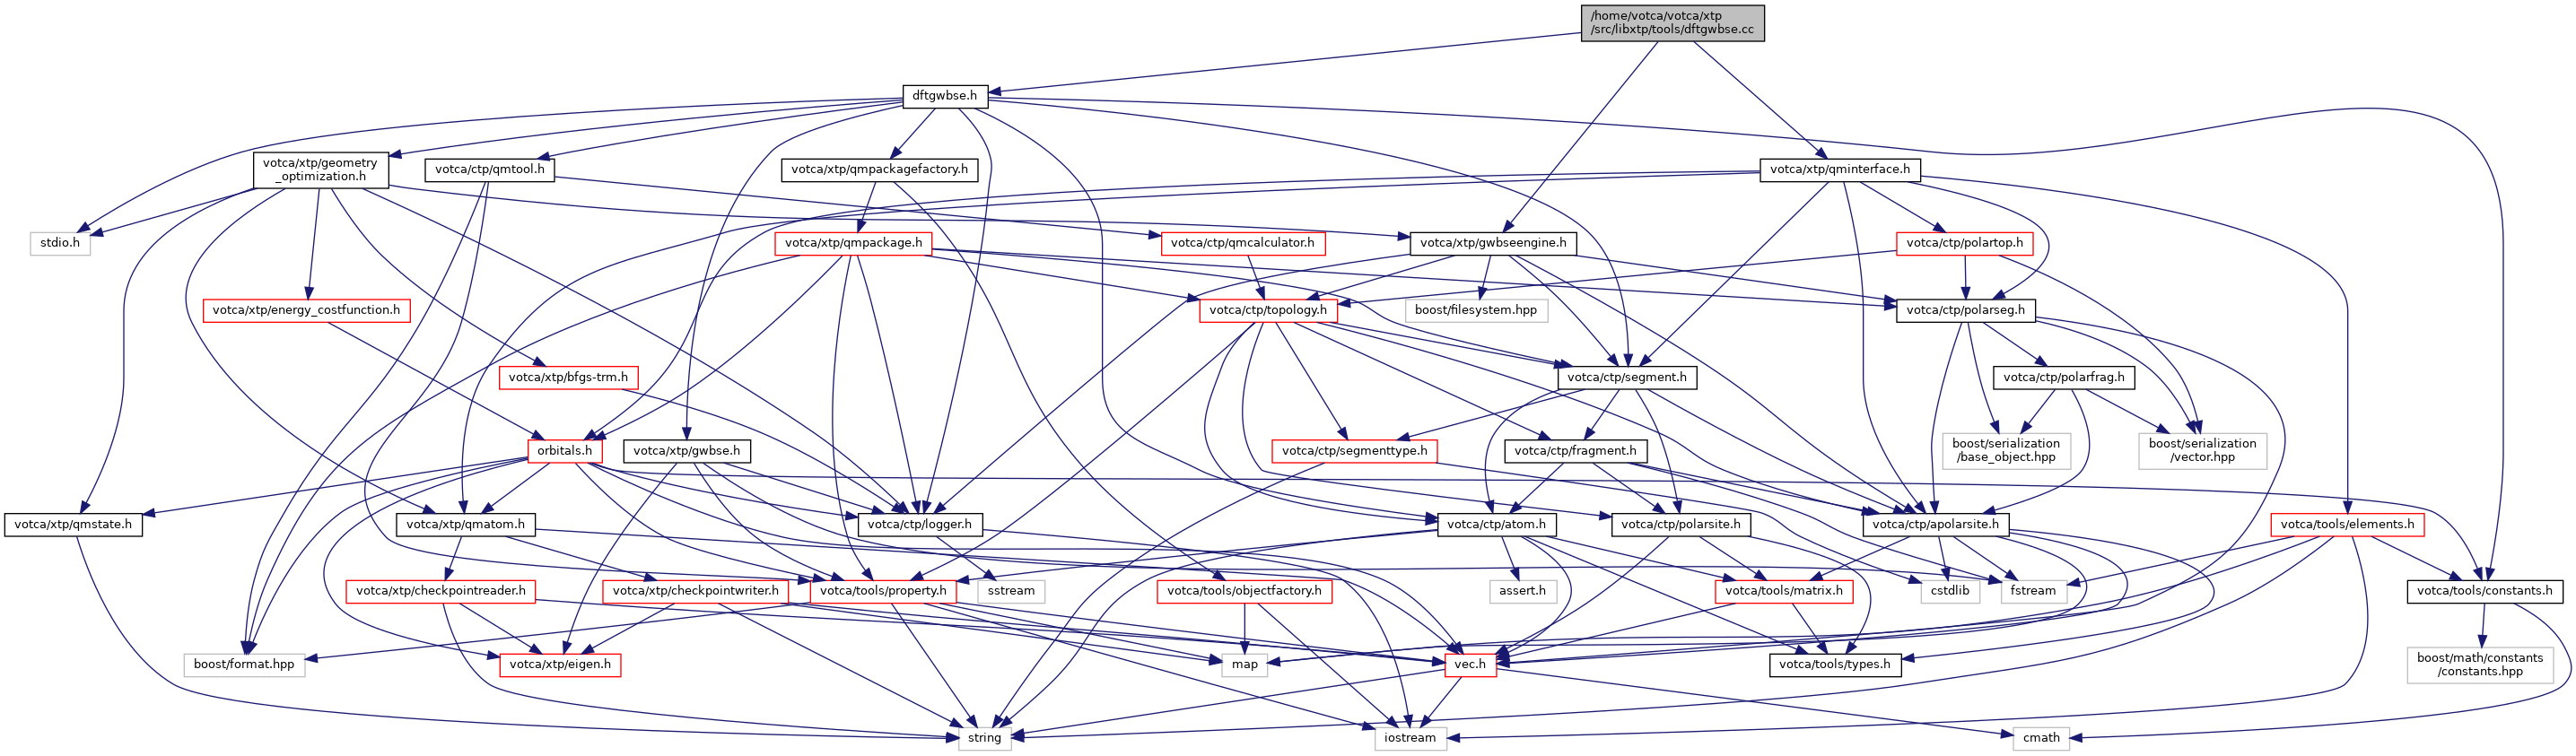 /home/votca/votca/xtp
/src/libxtp/tools/dftgwbse.cc
dftgwbse.h
votca/xtp/geometry
_optimization.h
votca/ctp/qmtool.h
votca/xtp/qmpackagefactory.h
votca/xtp/qminterface.h
stdio.h
votca/xtp/qmpackage.h
votca/ctp/qmcalculator.h
votca/xtp/gwbseengine.h
votca/ctp/polartop.h
votca/xtp/energy_costfunction.h
votca/ctp/topology.h
boost/filesystem.hpp
votca/ctp/polarseg.h
votca/xtp/bfgs-trm.h
votca/ctp/segment.h
votca/ctp/polarfrag.h
orbitals.h
votca/xtp/gwbse.h
votca/ctp/segmenttype.h
votca/ctp/fragment.h
boost/serialization
/base_object.hpp
boost/serialization
/vector.hpp
votca/xtp/qmstate.h
votca/xtp/qmatom.h
votca/ctp/logger.h
votca/ctp/atom.h
votca/ctp/polarsite.h
votca/ctp/apolarsite.h
votca/tools/elements.h
votca/xtp/checkpointreader.h
votca/xtp/checkpointwriter.h
votca/tools/property.h
sstream
votca/tools/objectfactory.h
assert.h
votca/tools/matrix.h
cstdlib
fstream
votca/tools/constants.h
boost/format.hpp
votca/xtp/eigen.h
map
vec.h
votca/tools/types.h
boost/math/constants
/constants.hpp
string
iostream
cmath